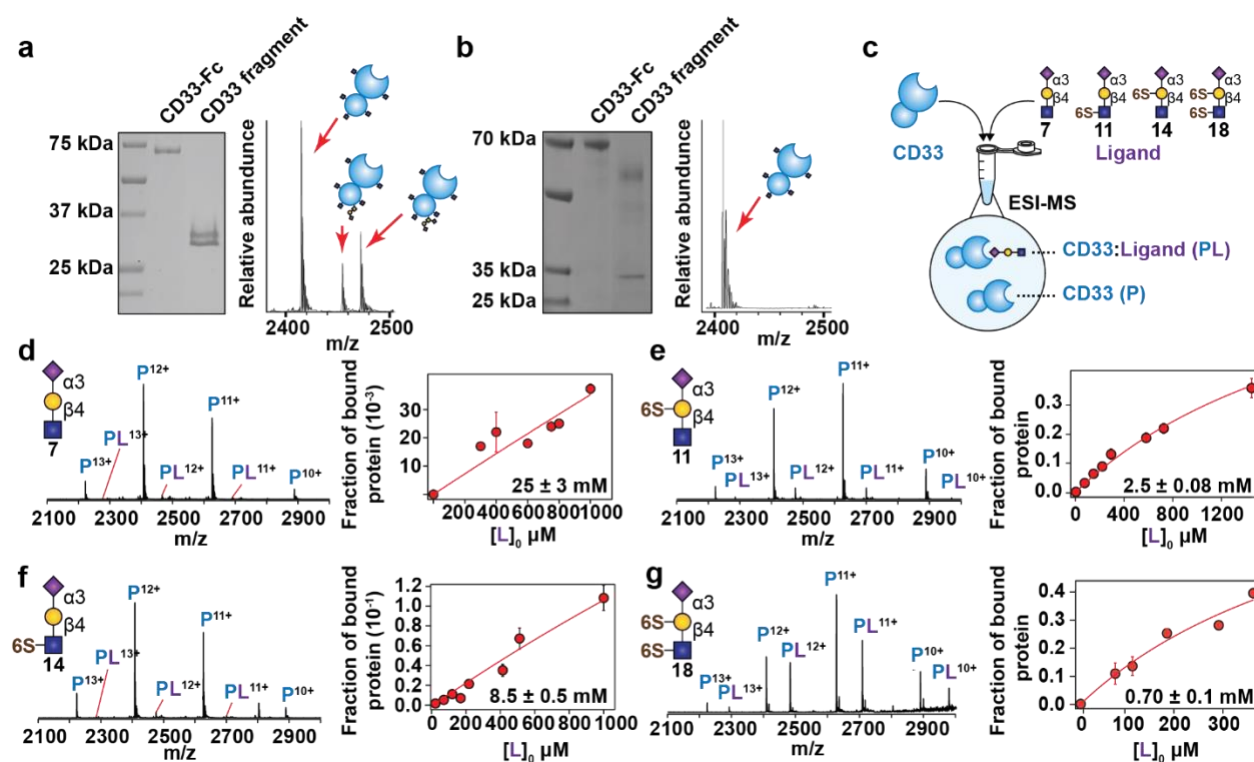 a
CD33-Fc
CD33 fragment
75 kDa
37 kDa
25 kDa
Relative abundance
2400
2500
m/z
b
CD33-Fc
CD33 fragment
70 kDa
35 kDa
25 kDa
Relative abundance
2400
2500
m/z
c
CD33
α3
β4
7
α3
β4
6S
11
α3
6S
β4
14
α3
6S
β4
6S
18
Ligand
ESI-MS
CD33:Ligand (PL)
CD33 (P)
d
α3
β4
7
P13+
PL13+
P12+
PL12+
P11+
PL11+
P10+
2100 2300 2500 2700 2900
m/z
Fraction of bound
protein (10-3)
30
20
10
0
200 400 600 800 1000
25 ± 3 mM
[L]0 µM
e
α3
6S
β4
11
P13+
PL13+
P12+
PL12+
P11+
PL11+
P10+
PL10+
2100 2300 2500 2700 2900
m/z
Fraction of bound
protein
0.3
0.2
0.1
0.0
0 400 800 1200
2.5 ± 0.08 mM
[L]0 µM
f
α3
β4
6S
14
P13+
PL13+
P12+
PL12+
P11+
PL11+
P10+
2100 2300 2500 2700 2900
m/z
Fraction of bound
protein (10-1)
1.2
1.0
0.8
0.6
0.4
0.2
0.0
0 200 400 600 800 1000
8.5 ± 0.5 mM
[L]0 µM
g
α3
6S
β4
6S
18
P13+
PL13+
P12+
PL12+
P11+
PL11+
P10+
PL10+
2100 2300 2500 2700 2900
m/z
Fraction of bound
protein
0.4
0.3
0.2
0.1
0.0
0 100 200 300
0.70 ± 0.1 mM
[L]0 µM